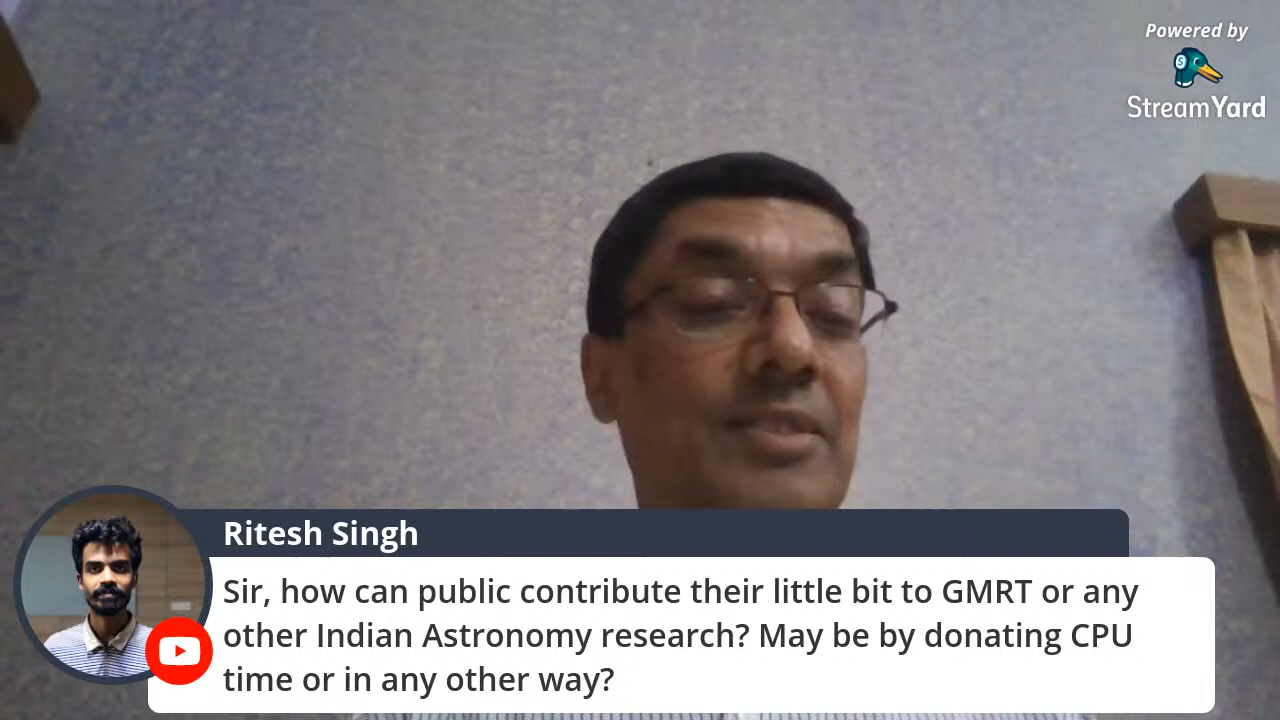 Powered by
StreamYard
Ritesh Singh
Sir, how can public contribute their little bit to GMRT or any
other Indian Astronomy research? May be by donating CPU
time or in any other way?